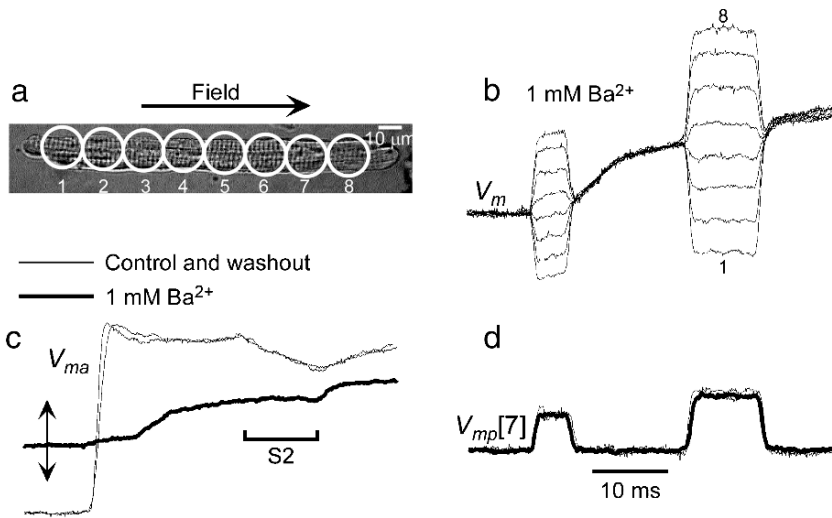 a
Field
10 μm
1 2 3 4 5 6 7 8
b
1 mM Ba²⁺
8
Vm
1
Control and washout
1 mM Ba²⁺
c
Vma
S2
d
Vmp[7]
10 ms